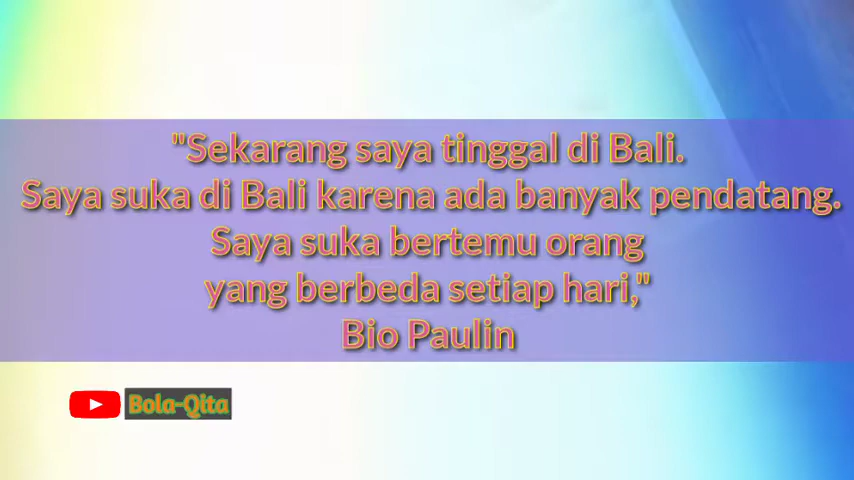 "Sekarang saya tinggal di Bali.
Saya suka di Bali karena ada banyak pendatang.
Saya suka bertemu orang
yang berbeda setiap hari,"
Bio Paulin
Bola-Qita